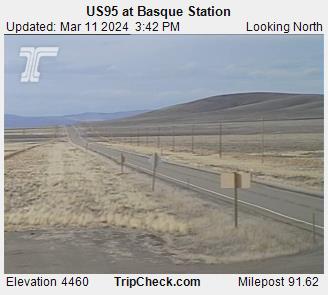 US95 at Basque Station
Updated: Mar 11 2024 3:42 PM Looking North
Elevation 4460 TripCheck.com Milepost 91.62